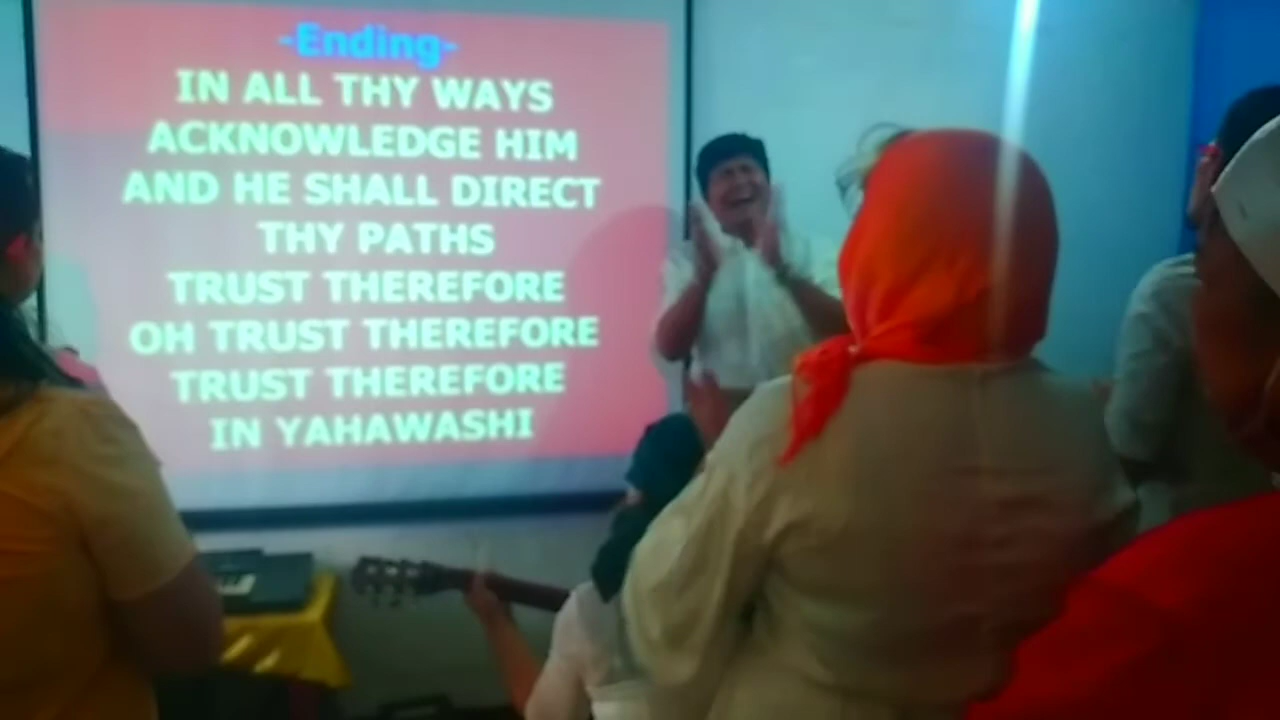 -Ending-
IN ALL THY WAYS
ACKNOWLEDGE HIM
AND HE SHALL DIRECT
THY PATHS
TRUST THEREFORE
OH TRUST THEREFORE
TRUST THEREFORE
IN YAHAWASHI